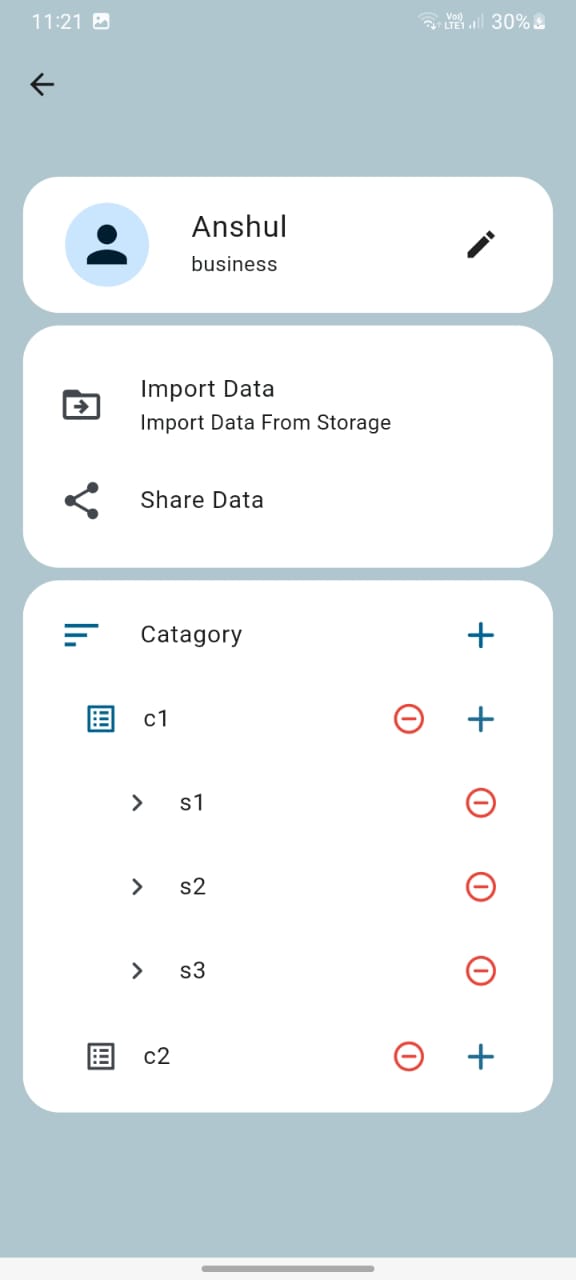 11:21
Vo)) LTE1 30%
Anshul
business
Import Data
Import Data From Storage
Share Data
Catagory
c1
s1
s2
s3
c2